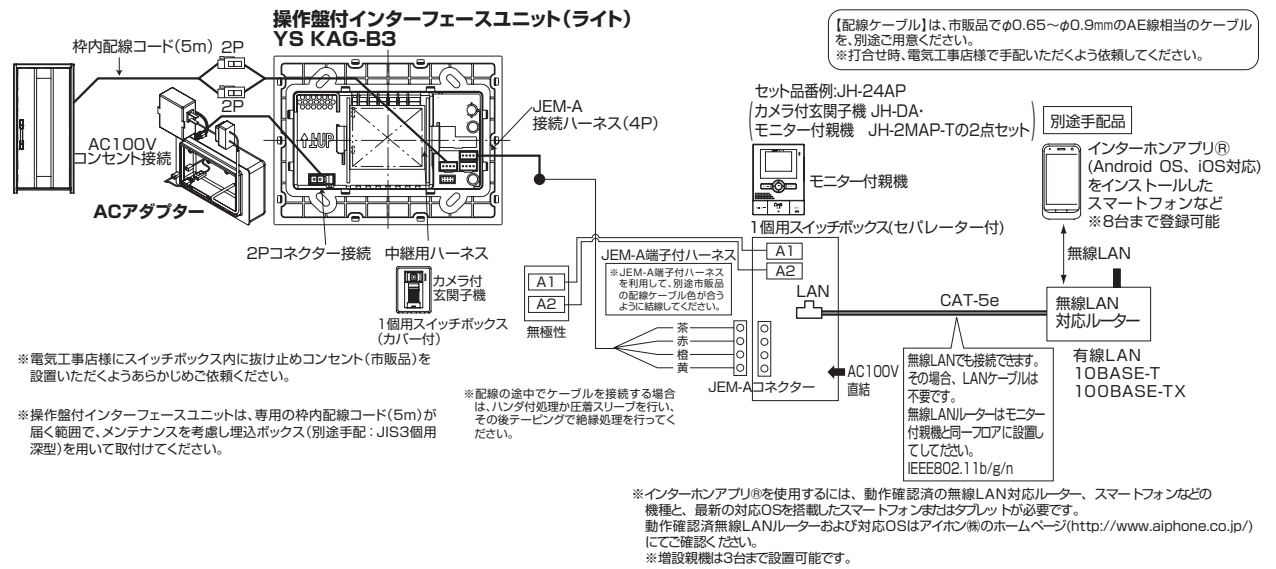 操作盤付インターフェースユニット(ライト)
YS KAG-B3
枠内配線コード(5m)
2P
2P
AC100V
コンセント接続
ACアダプター
UP
JEM-A
接続ハーネス(4P)
2Pコネクター接続
中継用ハーネス
カメラ付
玄関子機
1個用スイッチボックス
(カバー付)
【配線ケーブル】は、市販品でφ0.65~φ0.9mmのAE線相当のケーブル
を、別途ご用意ください。
※打合せ時、電気工事店様で手配いただくよう依頼してください。
セット品番例:JH-24AP
(カメラ付玄関子機 JH-DA・
モニター付親機 JH-2MAP-Tの2点セット)
別途手配品
モニター付親機
インターホンアプリ®
(Android OS、iOS対応)
をインストールした
スマートフォンなど
※8台まで登録可能
1個用スイッチボックス(セパレーター付)
JEM-A端子付ハーネス
※JEM-A端子付ハーネス
を利用して、別途市販品
の配線ケーブル色が合う
ように結線してください。
A1
A2
A1
A2
無極性
LAN
CAT-5e
無線LAN
無線LAN
対応ルーター
有線LAN
10BASE-T
100BASE-TX
茶
赤
橙
黄
JEM-Aコネクター
AC100V
直結
無線LANでも接続できます。
その場合、LANケーブルは
不要です。
無線LANルーターはモニター
付親機と同一フロアに設置し
てしてださい。
IEEE802.11b/g/n
※電気工事店様にスイッチボックス内に抜け止めコンセント(市販品)を
設置いただくようあらかじめご依頼ください。
※操作盤付インターフェースユニットは、専用の枠内配線コード(5m)が
届く範囲で、メンテナンスを考慮し埋込ボックス(別途手配:JIS3個用
深型)を用いて取付けてください。
※配線の途中でケーブルを接続する場合
は、ハンダ付処理か圧着スリーブを行い、
その後テーピングで絶縁処理を行ってく
ださい。
※インターホンアプリ®を使用するには、動作確認済の無線LAN対応ルーター、スマートフォンなどの
機種と、最新の対応OSを搭載したスマートフォンまたはタブレットが必要です。
動作確認済無線LANルーターおよび対応OSはアイホン㈱のホームページ(http://www.aiphone.co.jp/)
にてご確認ください。
※増設親機は3台まで設置可能です。